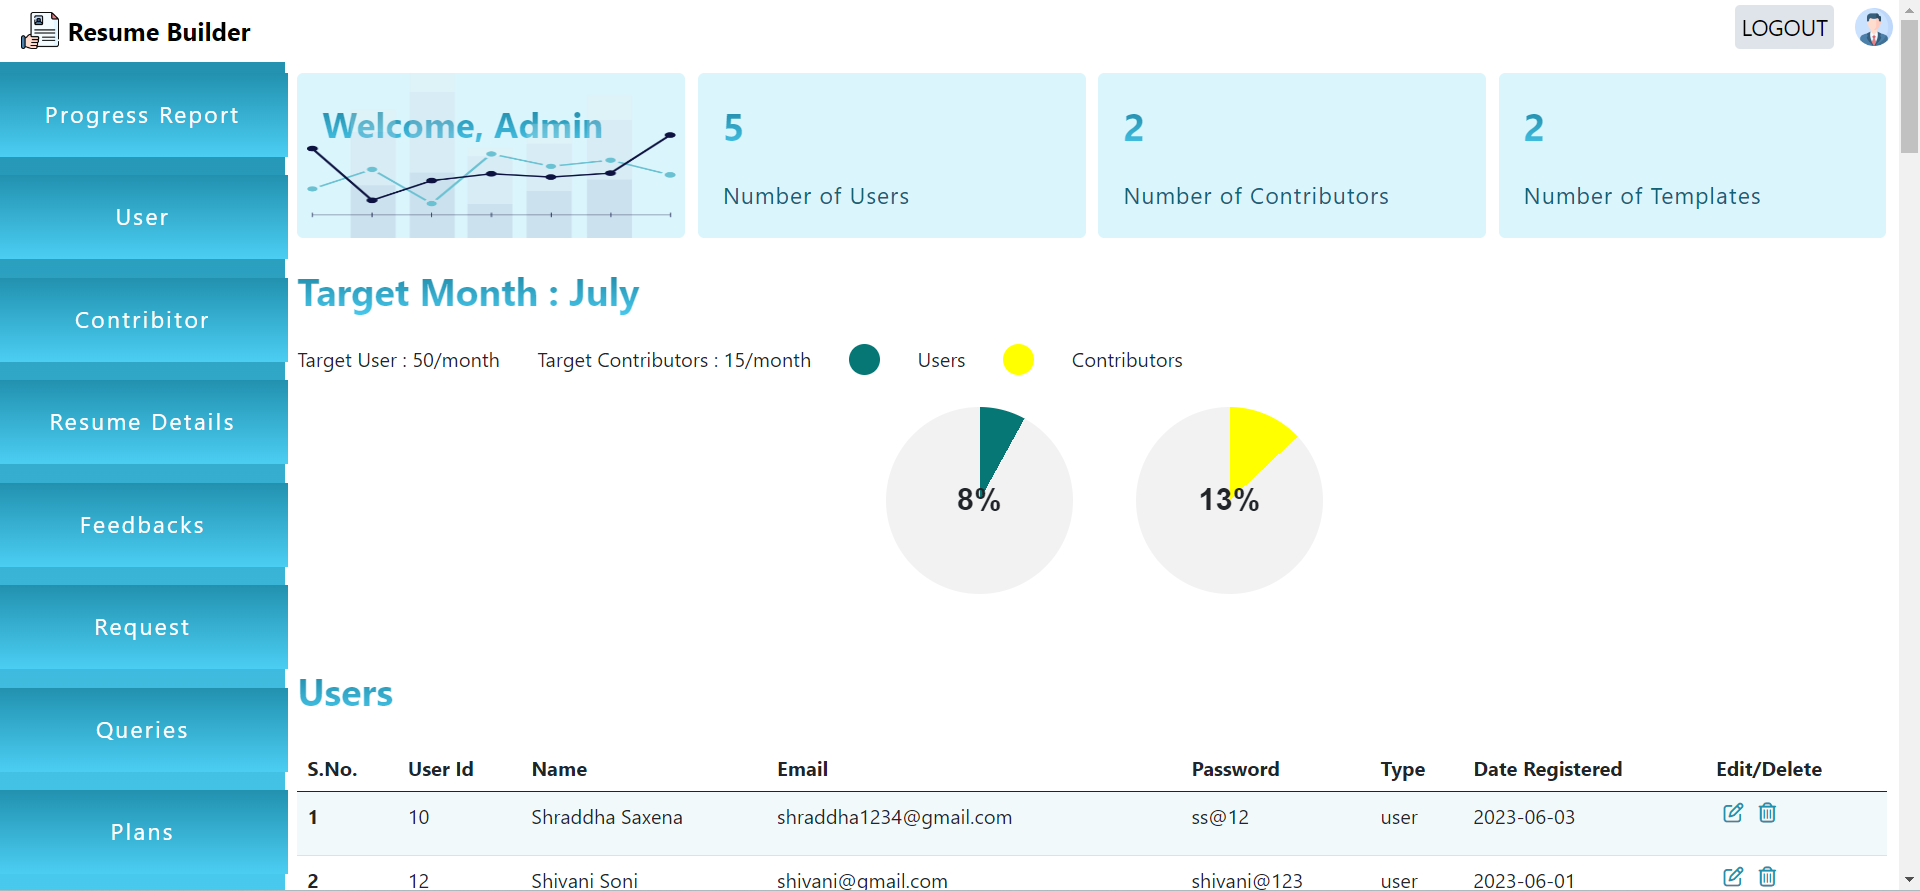 Resume Builder
LOGOUT
Progress Report
User
Contribitor
Resume Details
Feedbacks
Request
Queries
Plans
Welcome, Admin
5
Number of Users
2
Number of Contributors
2
Number of Templates
Target Month : July
Target User : 50/month Target Contributors : 15/month Users Contributors
8% 13%
Users
S.No. User Id Name Email Password Type Date Registered Edit/Delete
1 10 Shraddha Saxena shraddha1234@gmail.com ss@12 user 2023-06-03
2 12 Shivani Soni shivani@gmail.com shivani@123 user 2023-06-01